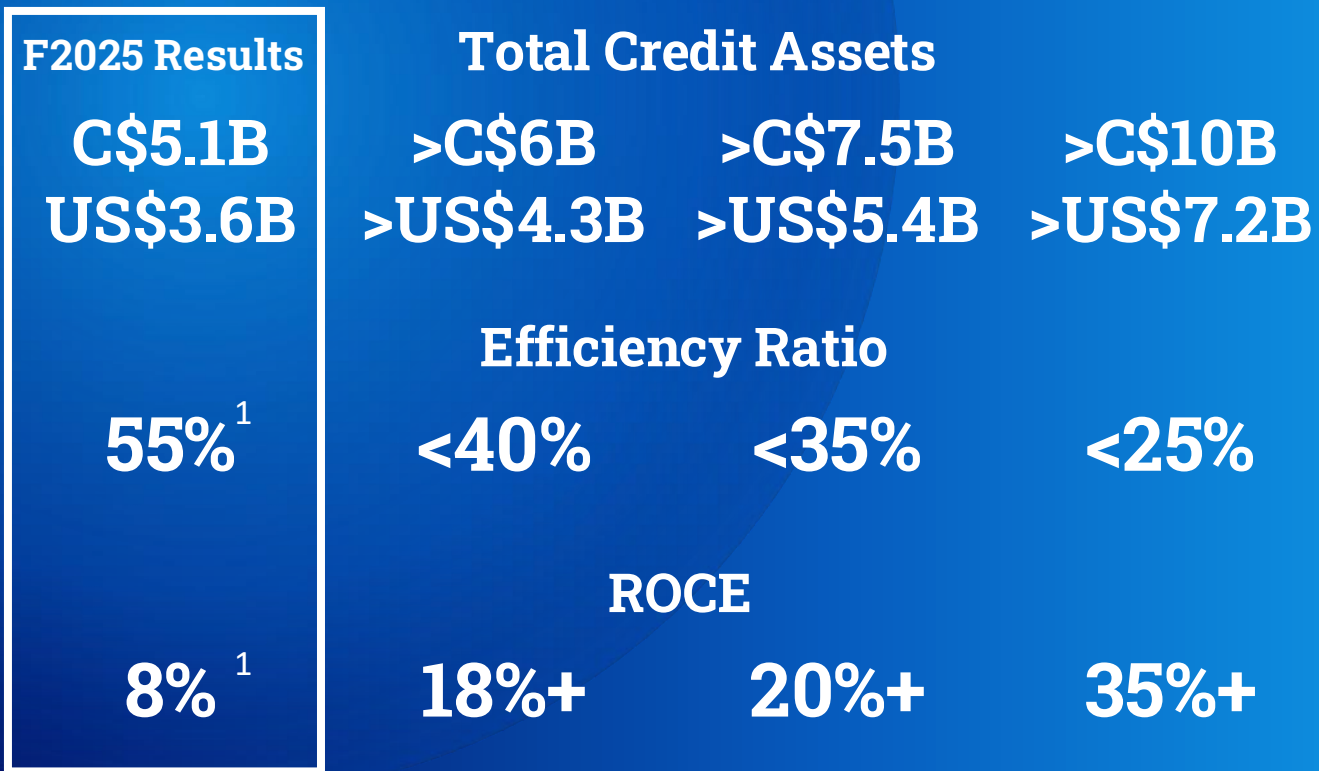 F2025 Results
Total Credit Assets
C$5.1B >C$6B >C$7.5B >C$10B
US$3.6B >US$4.3B >US$5.4B >US$7.2B
Efficiency Ratio
55%1 <40% <35% <25%
ROCE
8% 1 18%+ 20%+ 35%+